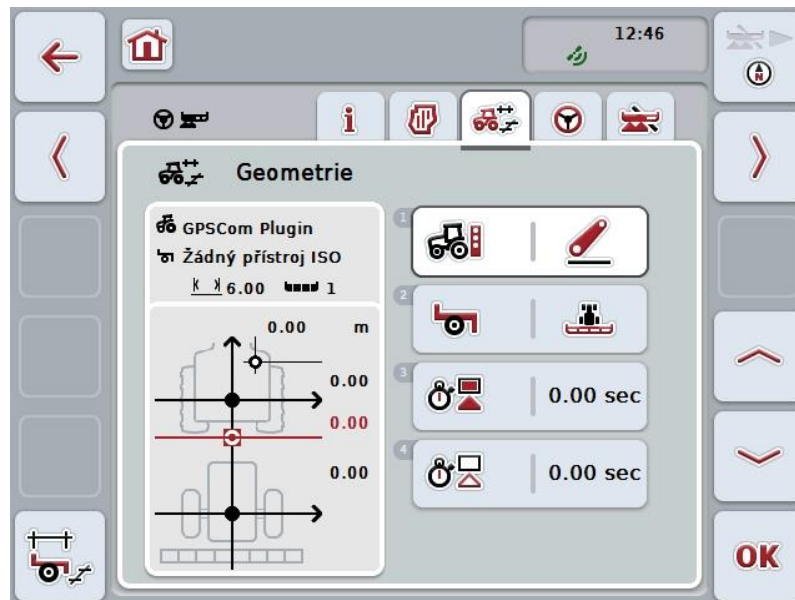 12:46
N
i
Geometrie
GPSCom Plugin
Žádný přístroj ISO
6.00 1
0.00 m
0.00
0.00
0.00
1
2
3
0.00 sec
4
0.00 sec
OK